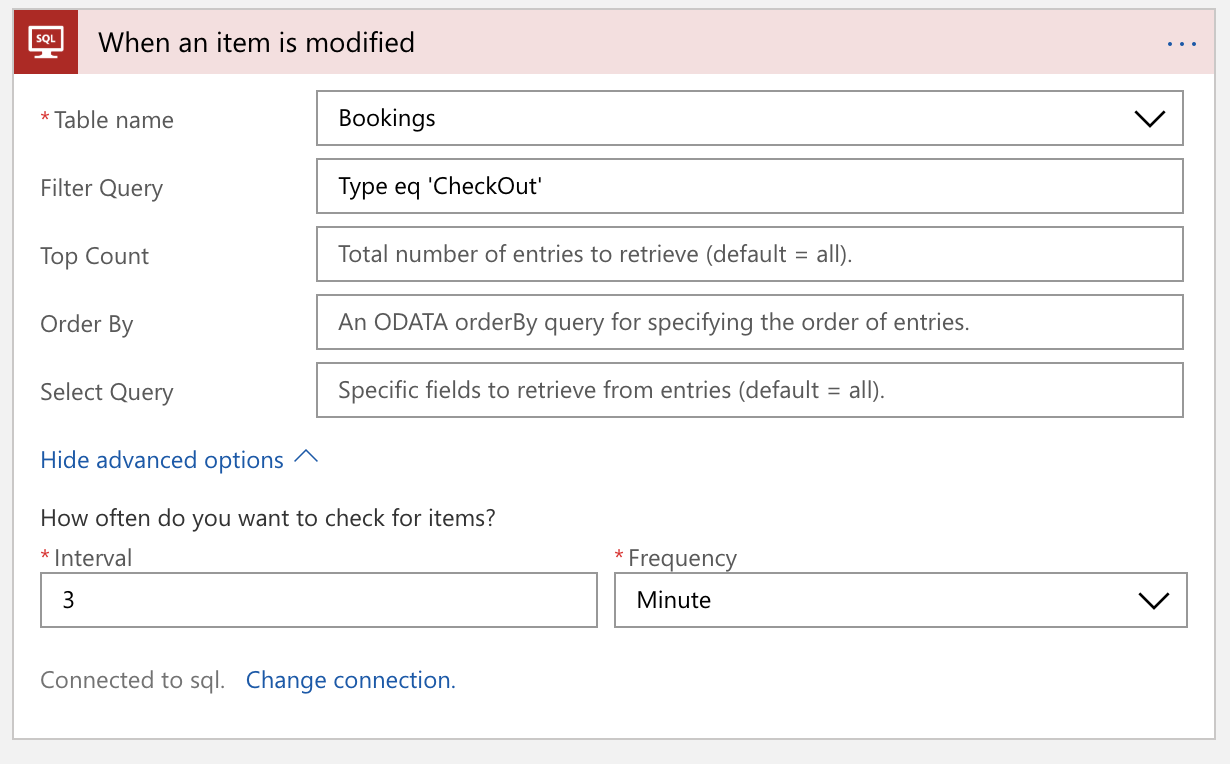 SQL
When an item is modified
...
* Table name
Bookings
Filter Query
Type eq 'CheckOut'
Top Count
Total number of entries to retrieve (default = all).
Order By
An ODATA orderBy query for specifying the order of entries.
Select Query
Specific fields to retrieve from entries (default = all).
Hide advanced options
How often do you want to check for items?
* Interval
* Frequency
3
Minute
Connected to sql. Change connection.